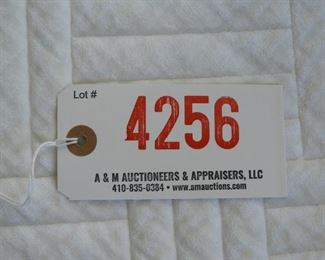 Lot #
4256
A & M AUCTIONEERS & APPRAISERS, LLC
410-835-0384 • www.amauctions.com